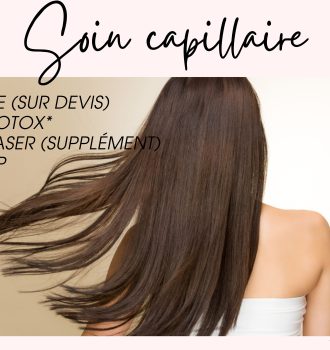 Soin capillaire
E (SUR DEVIS)
OTOX*
ASER (SUPPLÉMENT)
P